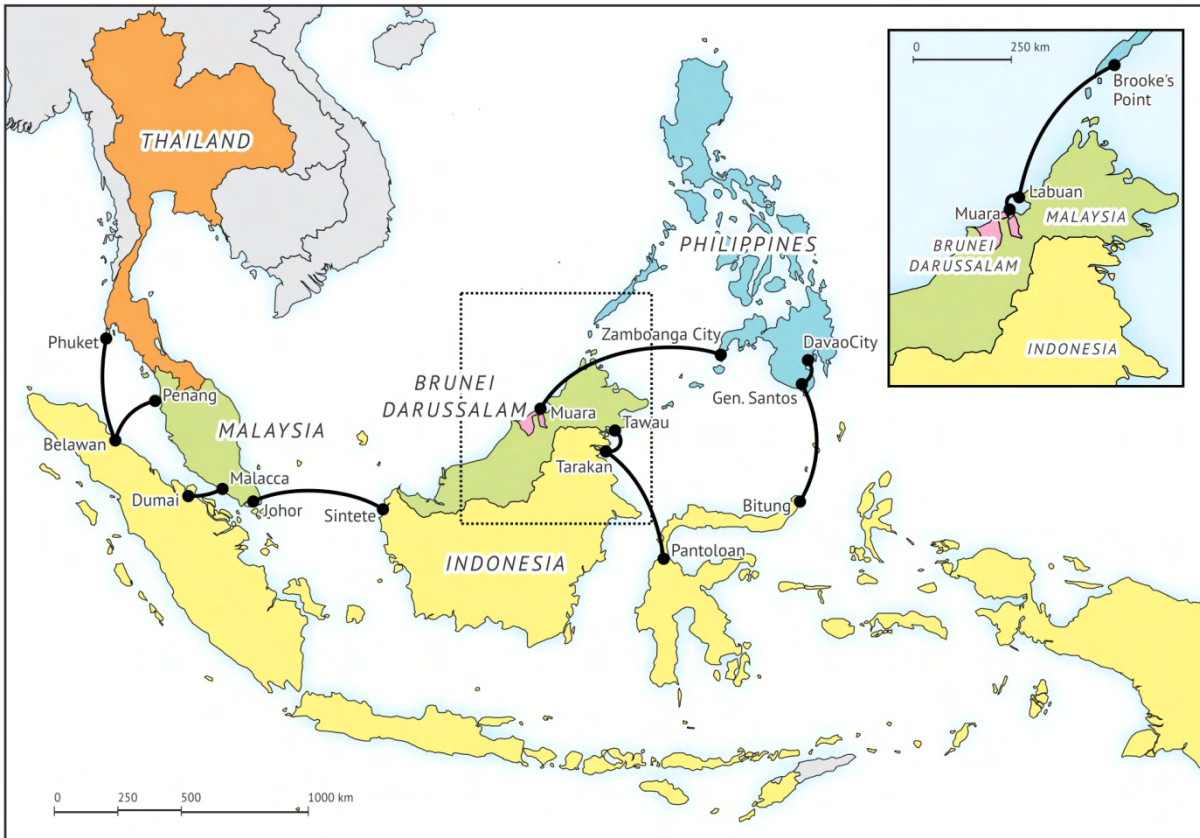 THAILAND
PHILIPPINES
Phuket
Penang
Belawan
MALAYSIA
Malacca
Dumai
Johor
Sintete
BRUNEI
DARUSSALAM
Muara
Tawau
Tarakan
Zamboanga City
DavaoCity
Gen. Santos
Bitung
Pantoloan
INDONESIA
0 250 500 1000 km
0 250 km
Brooke's
Point
Labuan
Muara
MALAYSIA
BRUNEI
DARUSSALAM
INDONESIA